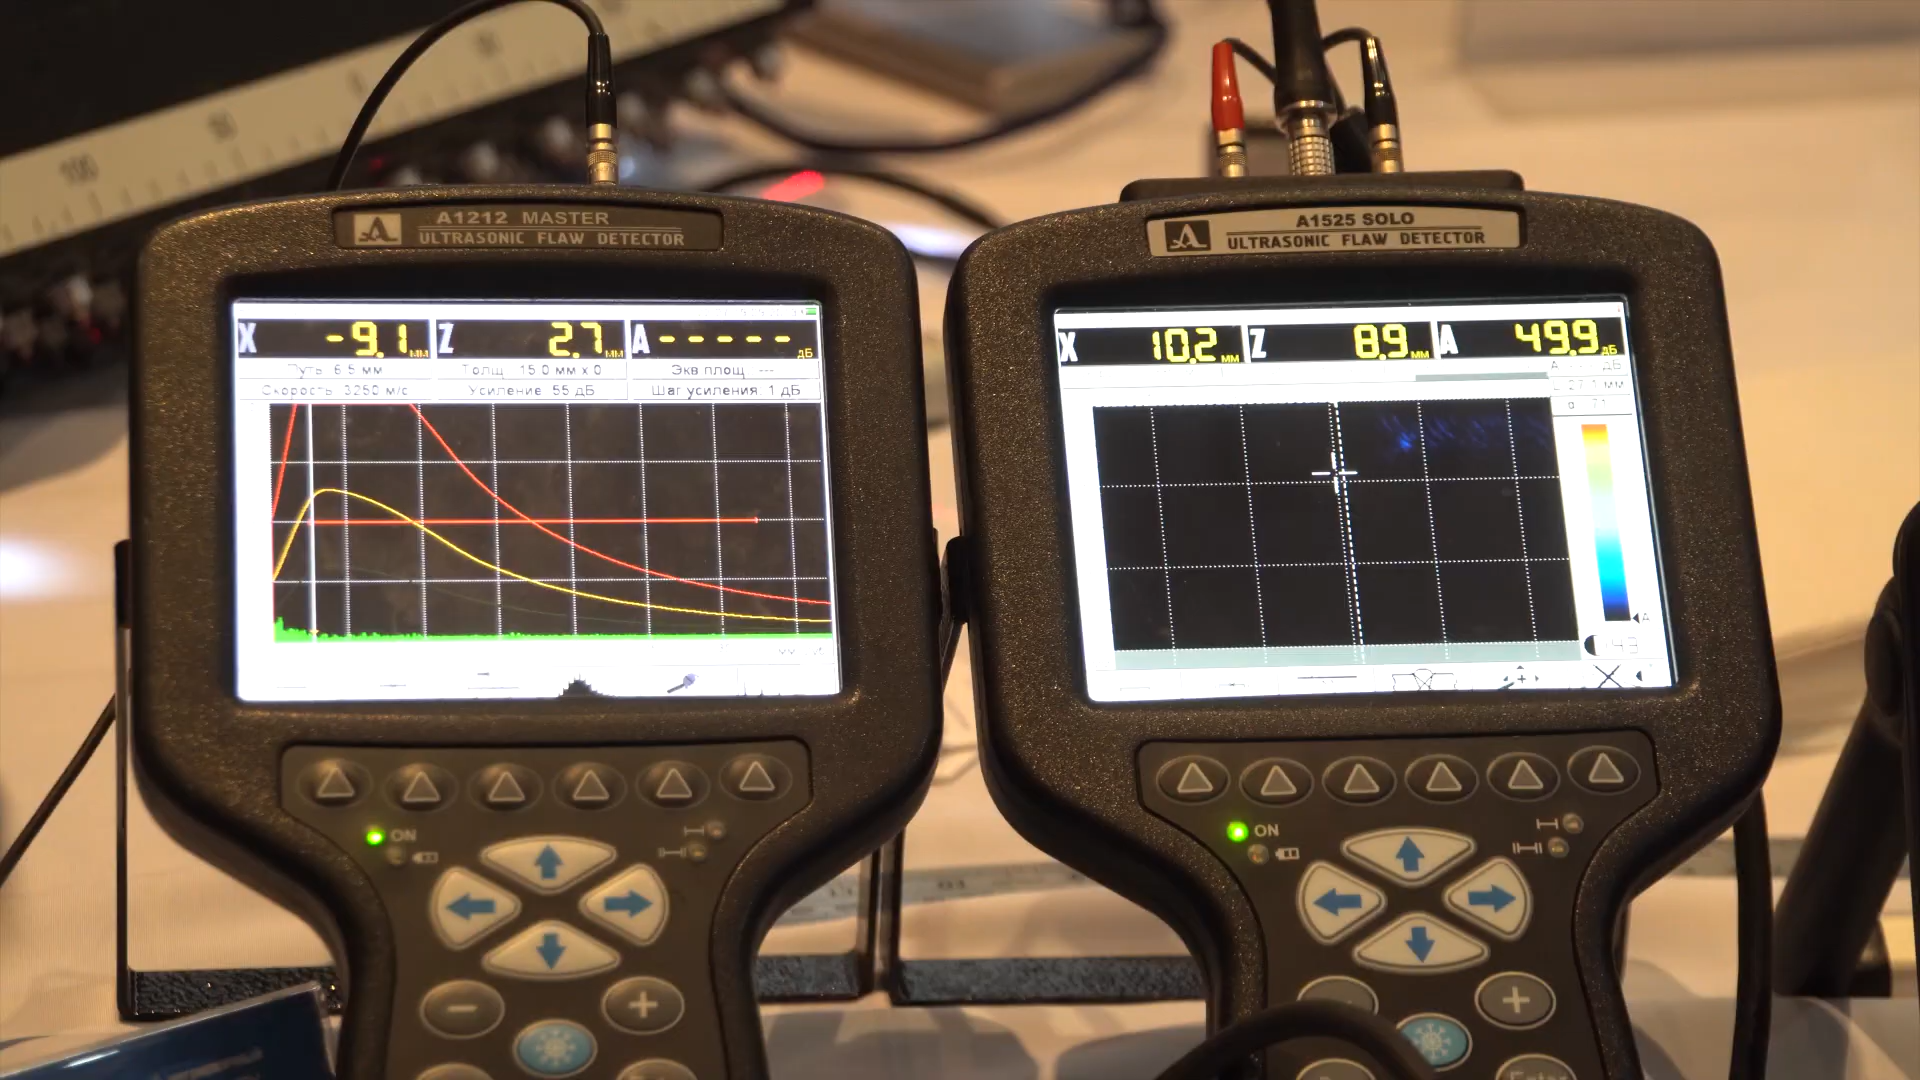 100
A1212 MASTER
ULTRASONIC FLAW DETECTOR
X -9.1 мм Z 2.7 мм A ----- дБ
Путь 6.5 мм Толщ 15.0 мм x 0 Экв площ ---
Скорость 3250 м/с Усиление 55 дБ Шаг усиления: 1 дБ
ON
A1525 SOLO
ULTRASONIC FLAW DETECTOR
X 10.2 мм Z 8.9 мм A 49.9 дБ
ON